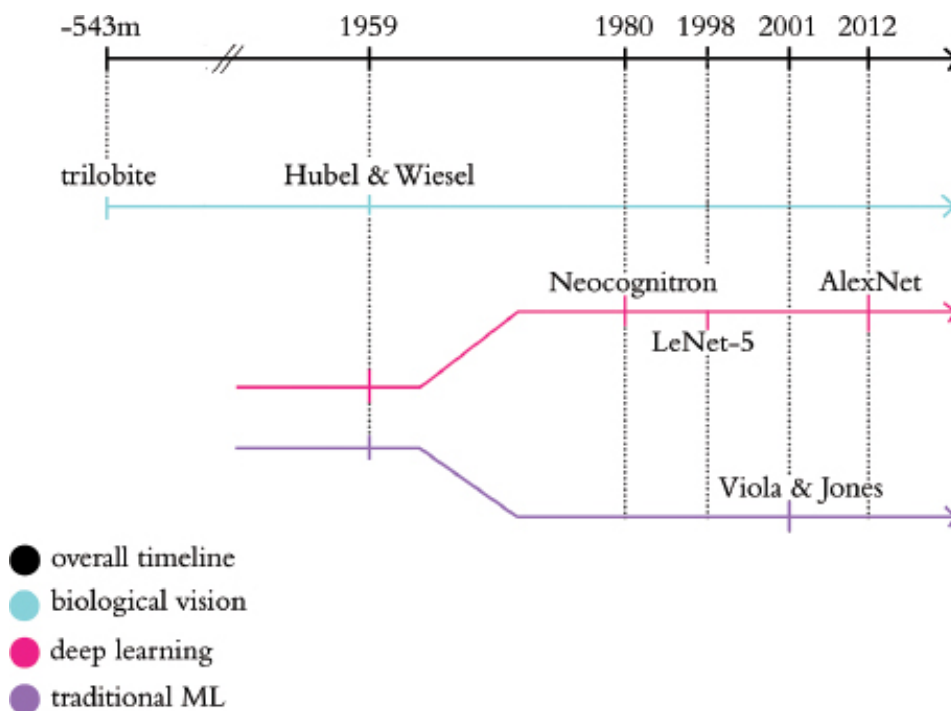 -543m 1959 1980 1998 2001 2012
trilobite Hubel & Wiesel
Neocognitron AlexNet
LeNet-5
Viola & Jones
overall timeline
biological vision
deep learning
traditional ML